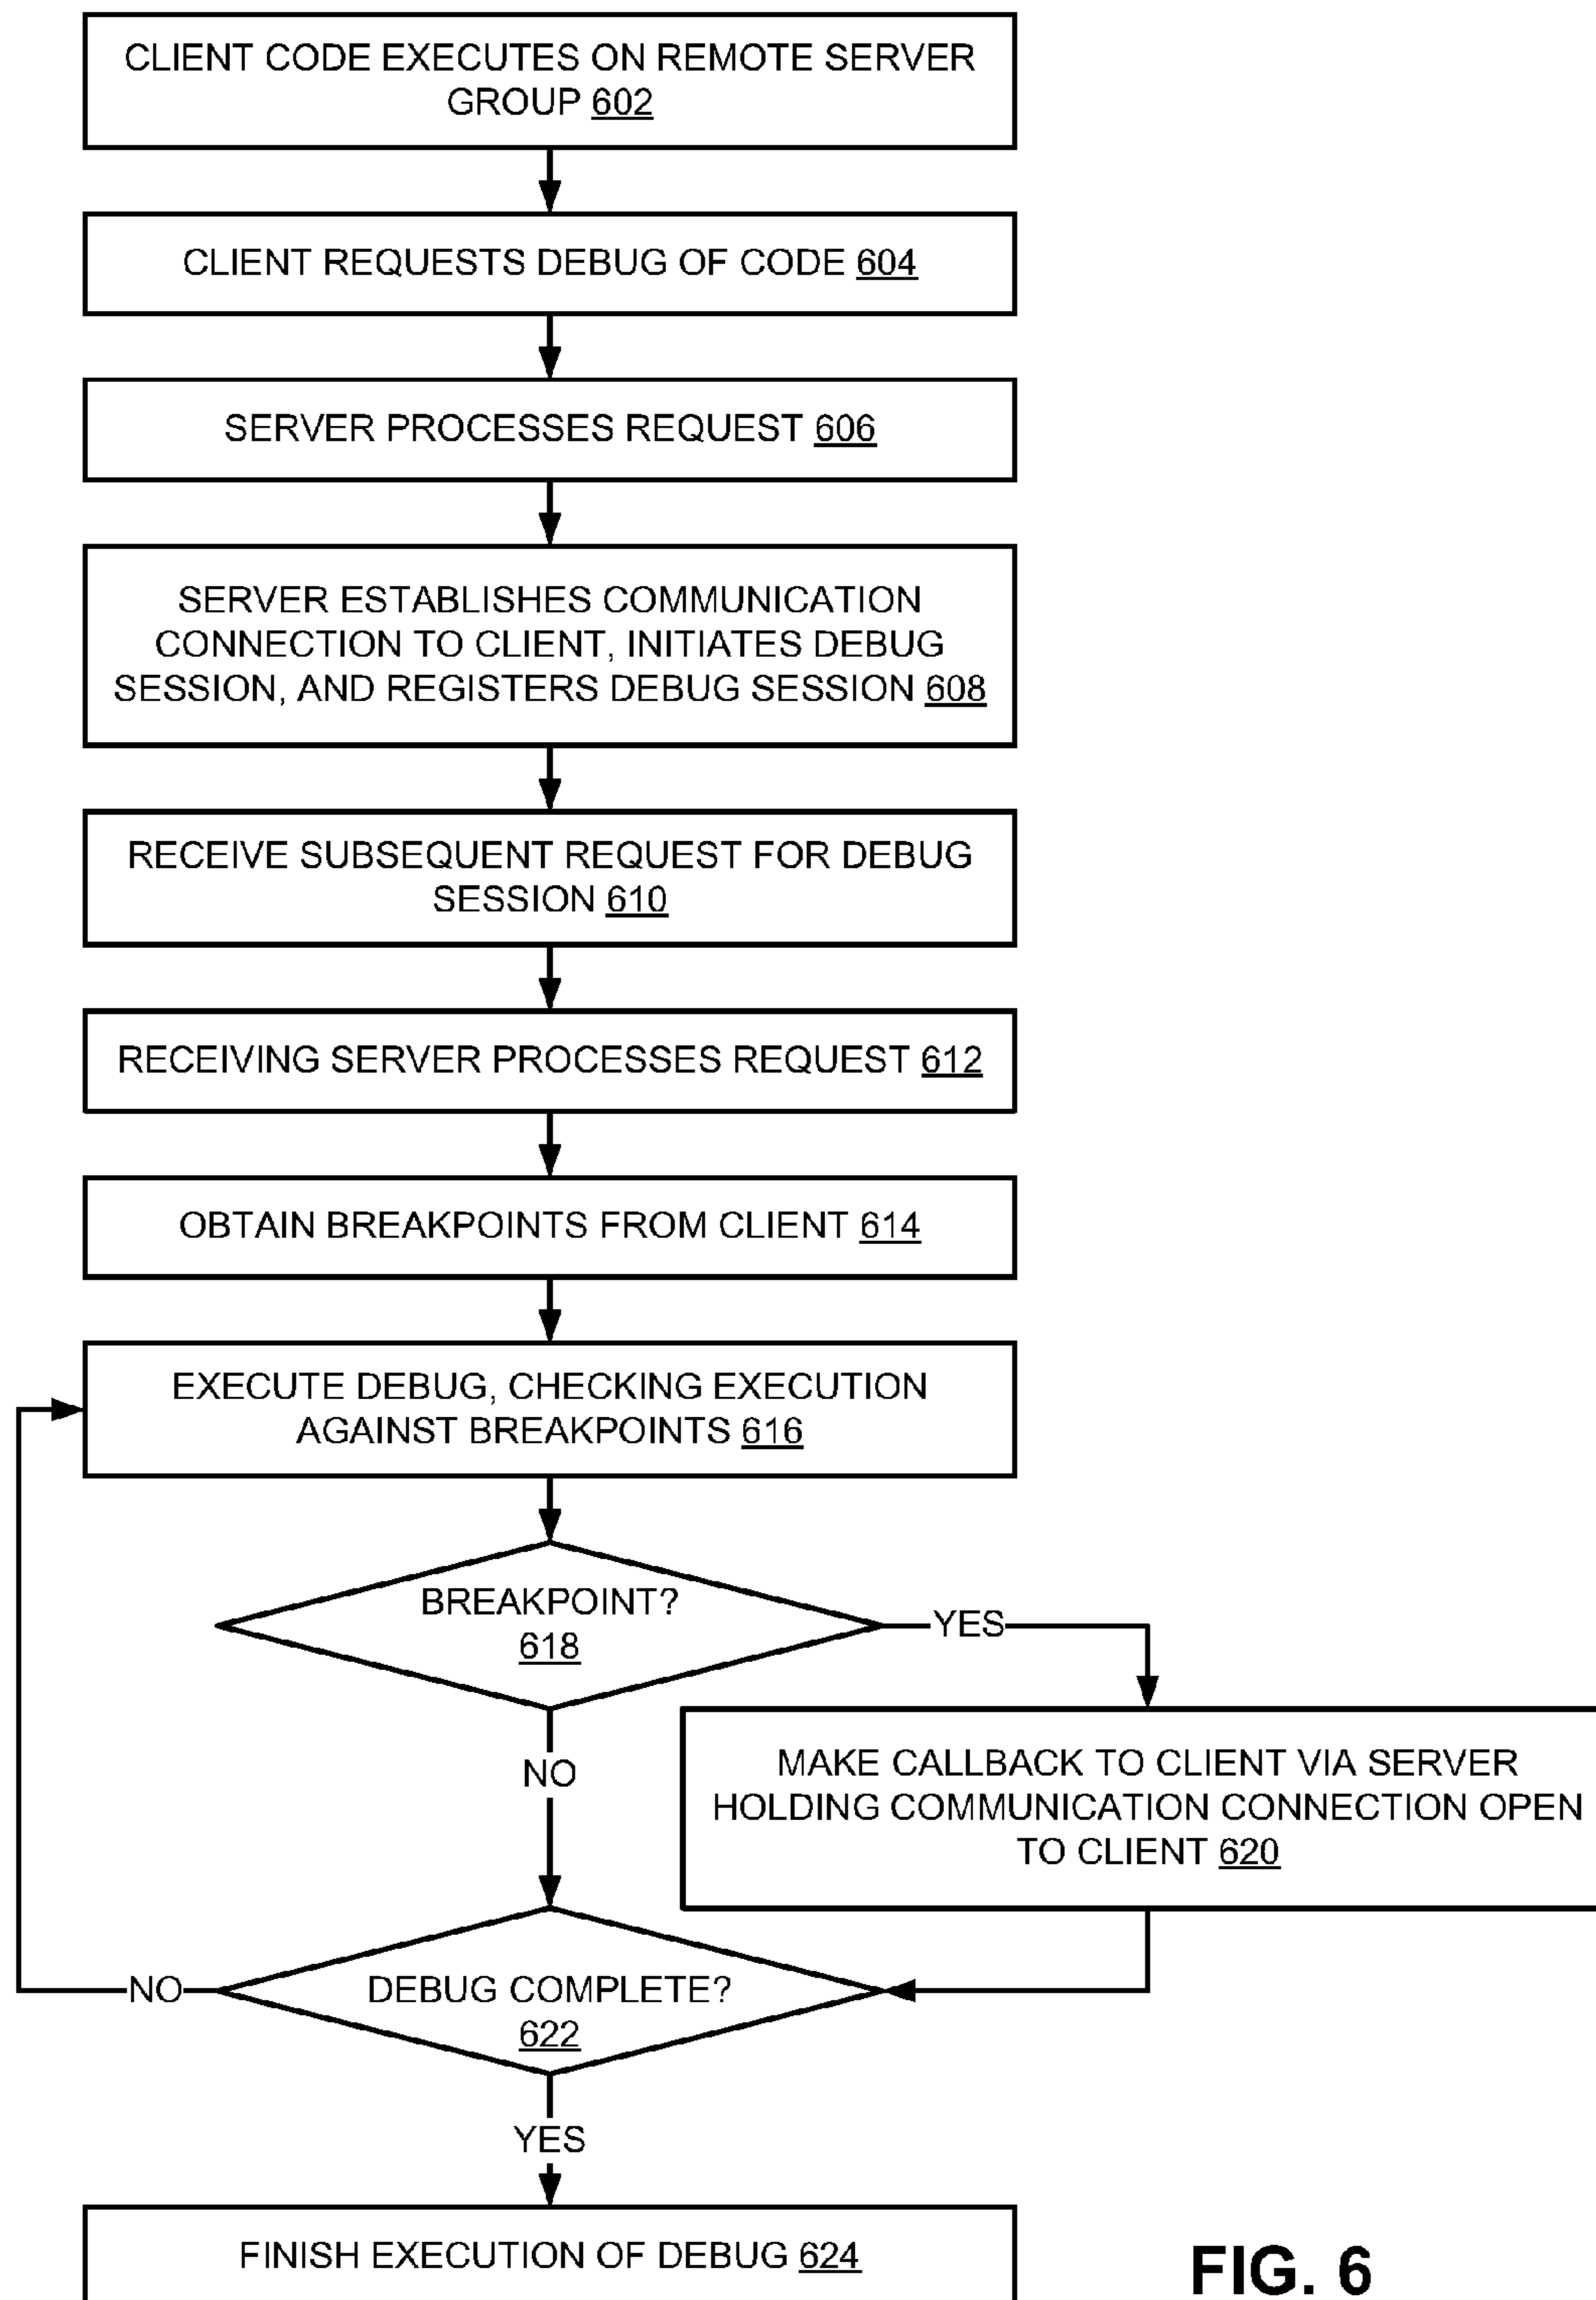 CLIENT CODE EXECUTES ON REMOTE SERVER
GROUP 602
CLIENT REQUESTS DEBUG OF CODE 604
SERVER PROCESSES REQUEST 606
SERVER ESTABLISHES COMMUNICATION
CONNECTION TO CLIENT, INITIATES DEBUG
SESSION, AND REGISTERS DEBUG SESSION 608
RECEIVE SUBSEQUENT REQUEST FOR DEBUG
SESSION 610
RECEIVING SERVER PROCESSES REQUEST 612
OBTAIN BREAKPOINTS FROM CLIENT 614
EXECUTE DEBUG, CHECKING EXECUTION
AGAINST BREAKPOINTS 616
BREAKPOINT?
618
YES
NO
MAKE CALLBACK TO CLIENT VIA SERVER
HOLDING COMMUNICATION CONNECTION OPEN
TO CLIENT 620
DEBUG COMPLETE?
622
NO
YES
FINISH EXECUTION OF DEBUG 624
FIG. 6